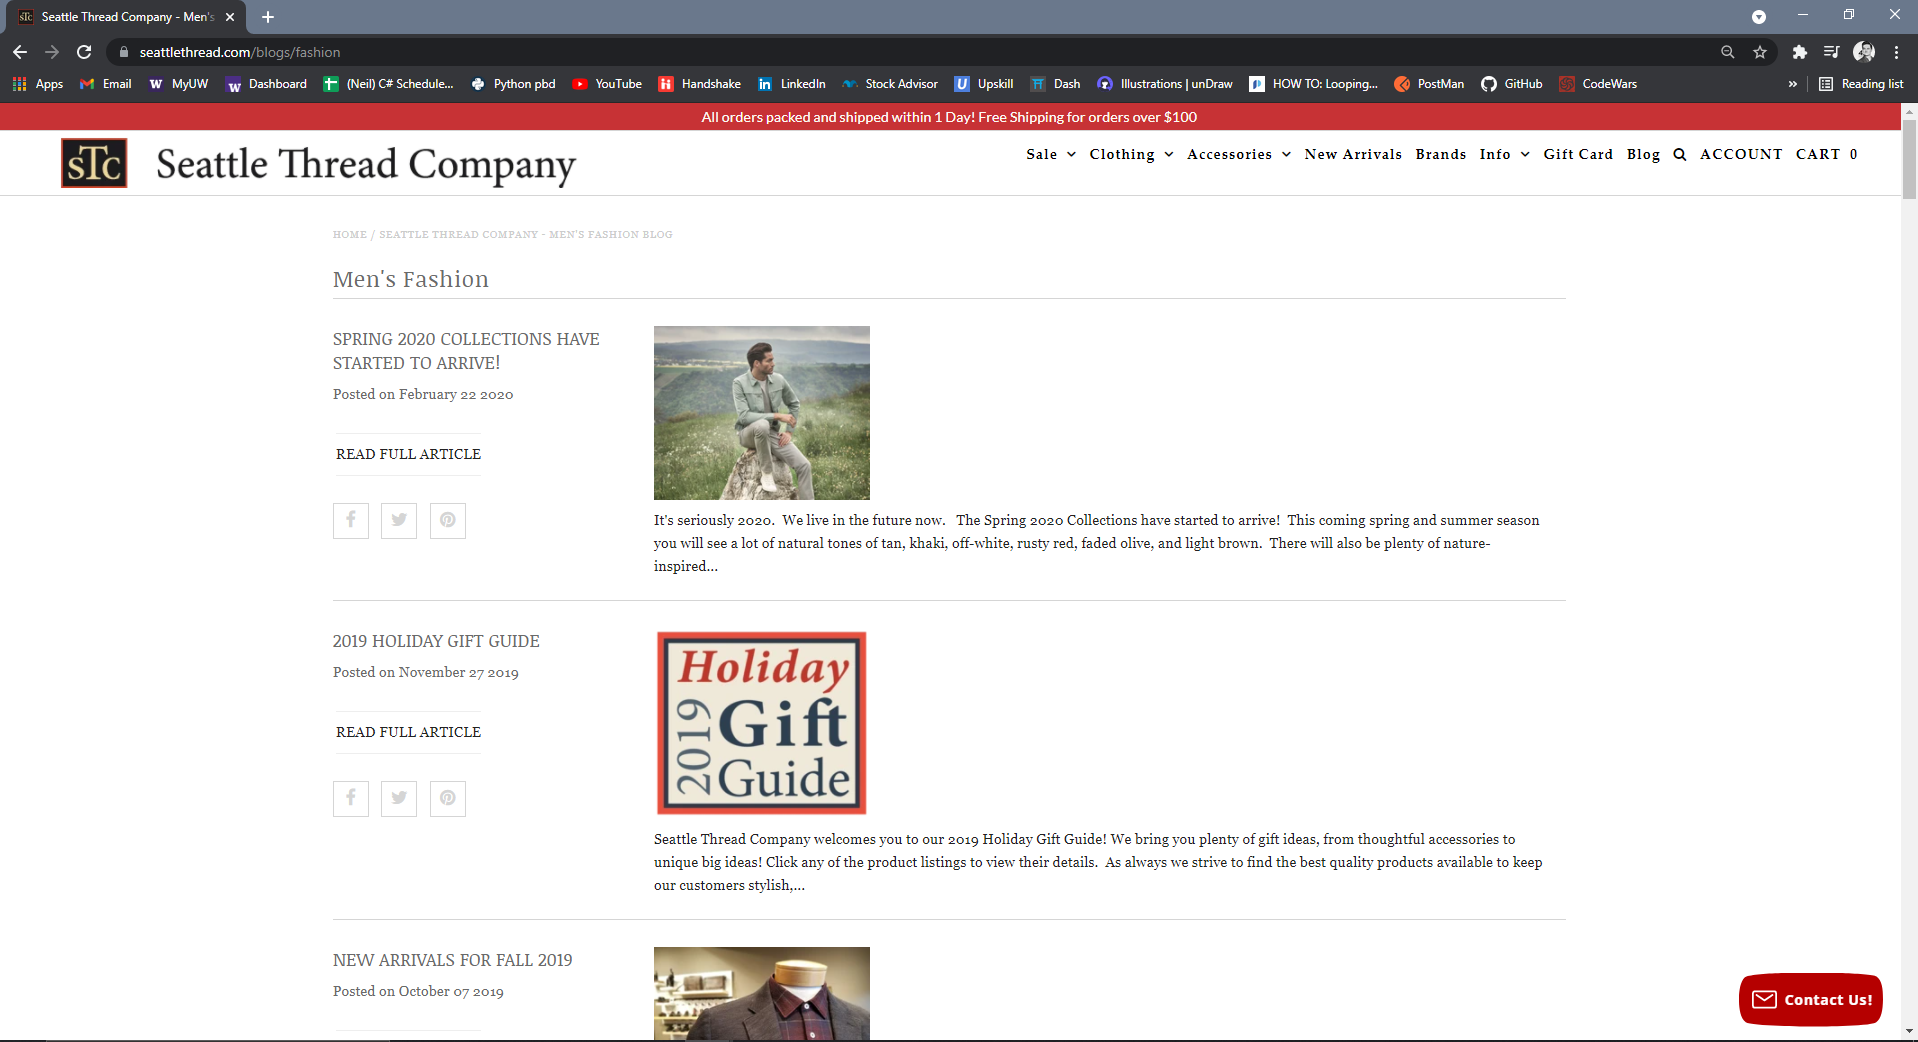 Seattle Thread Company - Men's
seattlethread.com/blogs/fashion
Apps Email MyUW Dashboard (Neil) C# Schedule... Python pbd YouTube Handshake LinkedIn Stock Advisor Upskill Dash Illustrations | unDraw HOW TO: Looping... PostMan GitHub CodeWars » Reading list
All orders packed and shipped within 1 Day! Free Shipping for orders over $100
sTc Seattle Thread Company
Sale Clothing Accessories New Arrivals Brands Info Gift Card Blog ACCOUNT CART 0
HOME / SEATTLE THREAD COMPANY - MEN'S FASHION BLOG
Men's Fashion
SPRING 2020 COLLECTIONS HAVE
STARTED TO ARRIVE!
Posted on February 22 2020
READ FULL ARTICLE
It's seriously 2020.  We live in the future now.   The Spring 2020 Collections have started to arrive!  This coming spring and summer season
you will see a lot of natural tones of tan, khaki, off-white, rusty red, faded olive, and light brown.  There will also be plenty of nature-
inspired...
2019 HOLIDAY GIFT GUIDE
Posted on November 27 2019
READ FULL ARTICLE
Holiday
2019
Gift
Guide
Seattle Thread Company welcomes you to our 2019 Holiday Gift Guide! We bring you plenty of gift ideas, from thoughtful accessories to
unique big ideas! Click any of the product listings to view their details.  As always we strive to find the best quality products available to keep
our customers stylish,...
NEW ARRIVALS FOR FALL 2019
Posted on October 07 2019
Contact Us!